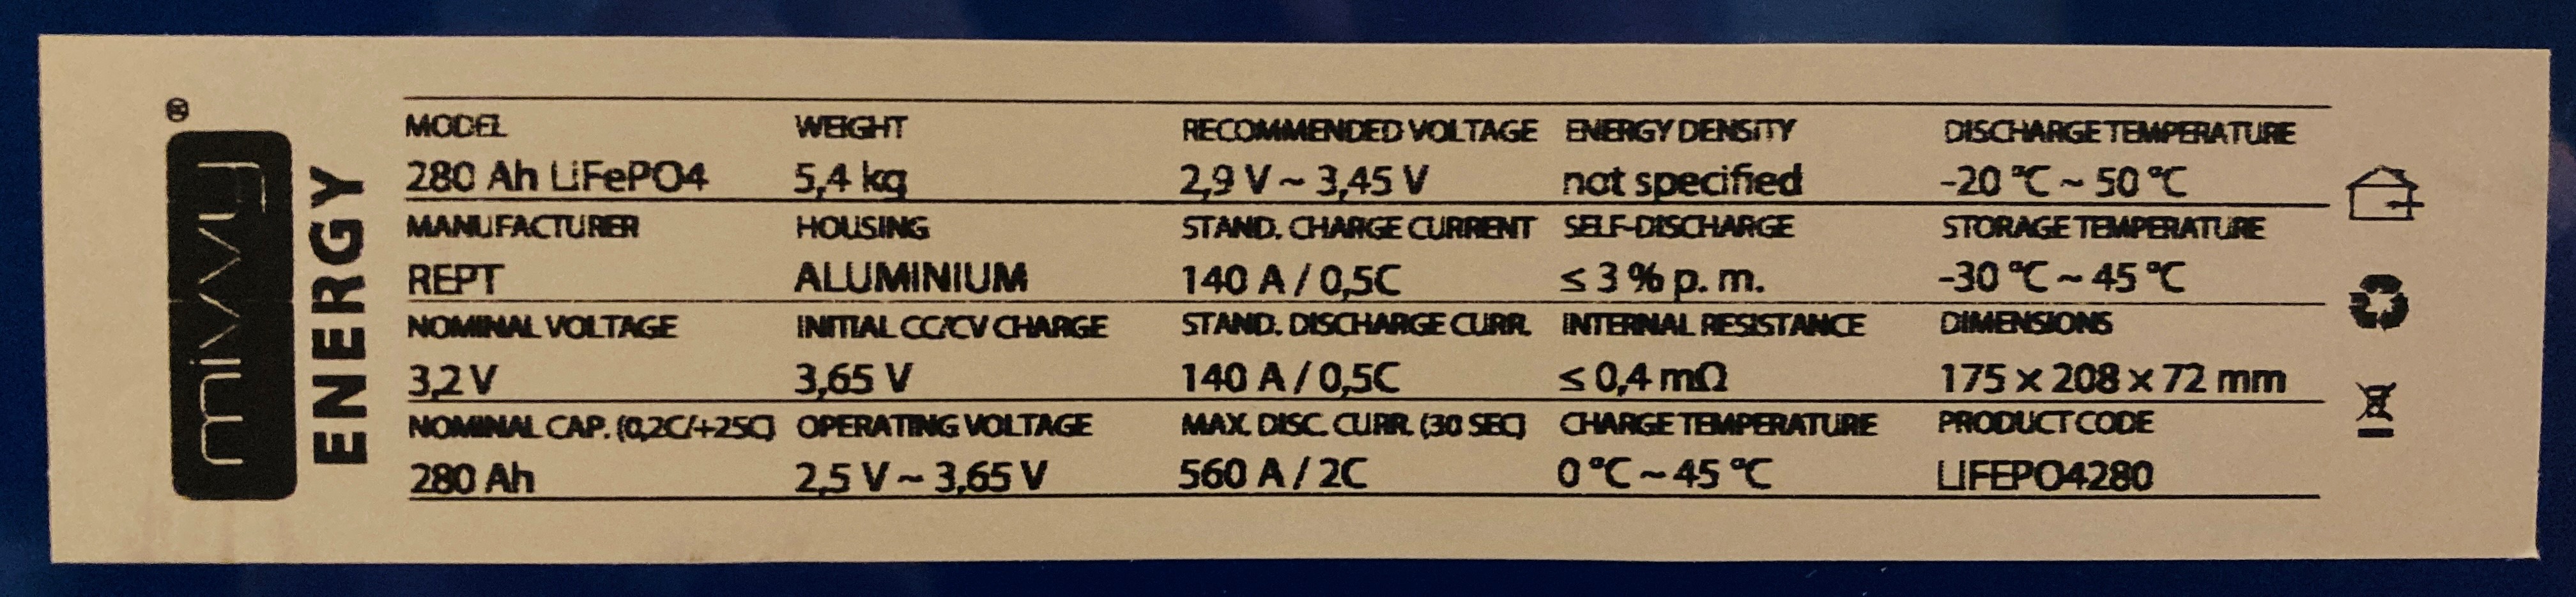 mivvy®
ENERGY
MODEL WEIGHT RECOMMENDED VOLTAGE ENERGY DENSITY DISCHARGE TEMPERATURE
280 Ah LiFePO4 5,4 kg 2,9 V ~ 3,45 V not specified -20 °C ~ 50 °C
MANUFACTURER HOUSING STAND. CHARGE CURRENT SELF-DISCHARGE STORAGE TEMPERATURE
REPT ALUMINIUM 140 A / 0,5C ≤ 3 % p. m. -30 °C ~ 45 °C
NOMINAL VOLTAGE INITIAL CC/CV CHARGE STAND. DISCHARGE CURR. INTERNAL RESISTANCE DIMENSIONS
3,2 V 3,65 V 140 A / 0,5C ≤ 0,4 mΩ 175 x 208 x 72 mm
NOMINAL CAP. (0,2C/+25C) OPERATING VOLTAGE MAX. DISC. CURR. (30 SEC) CHARGE TEMPERATURE PRODUCT CODE
280 Ah 2,5 V ~ 3,65 V 560 A / 2C 0 °C ~ 45 °C LIFEPO4280